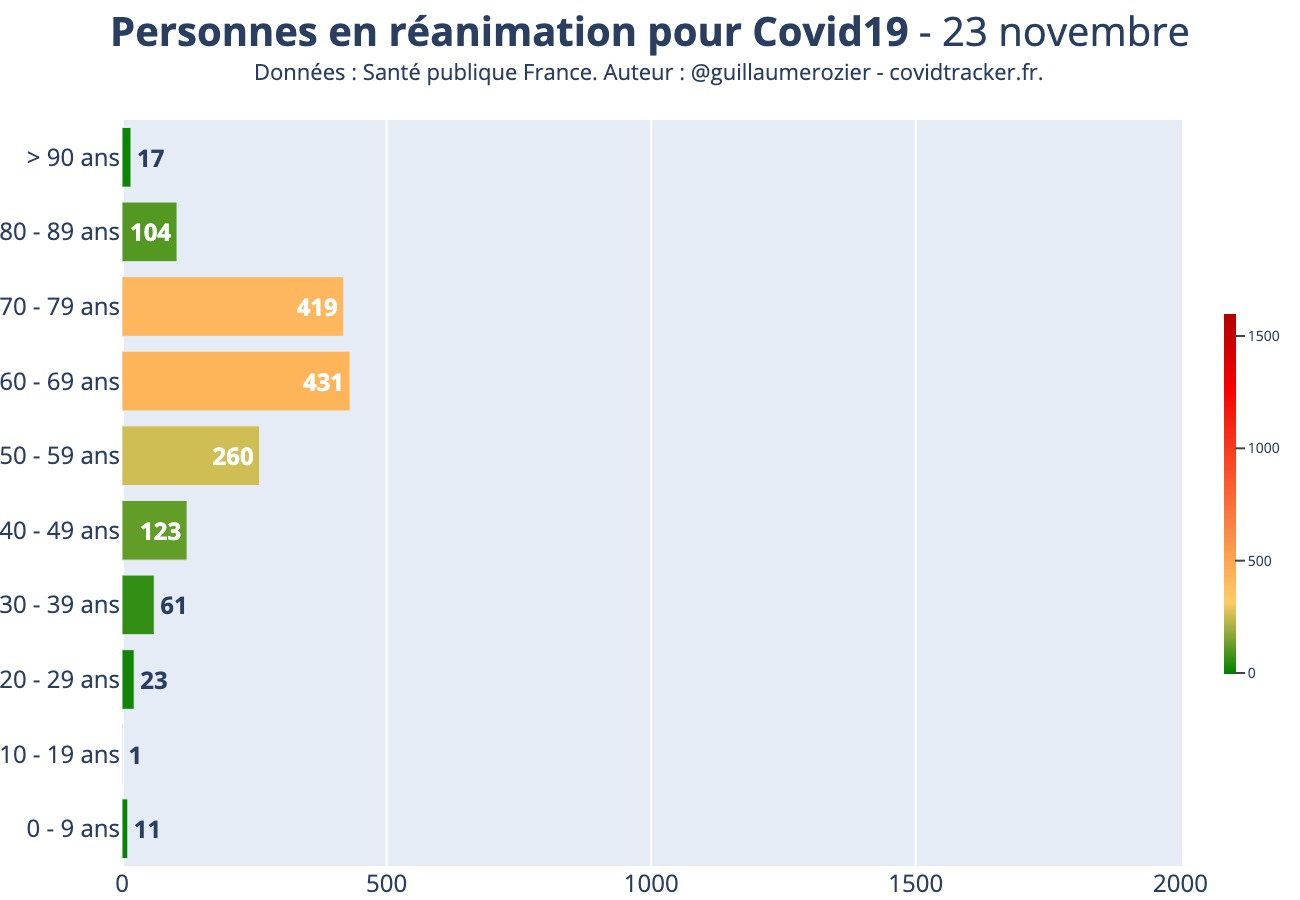 Personnes en réanimation pour Covid19 - 23 novembre
Données : Santé publique France. Auteur : @guillaumerozier - covidtracker.fr.
> 90 ans 17
80 - 89 ans 104
70 - 79 ans 419
60 - 69 ans 431
50 - 59 ans 260
40 - 49 ans 123
30 - 39 ans 61
20 - 29 ans 23
10 - 19 ans 1
0 - 9 ans 11
0 500 1000 1500 2000
1500
1000
500
0